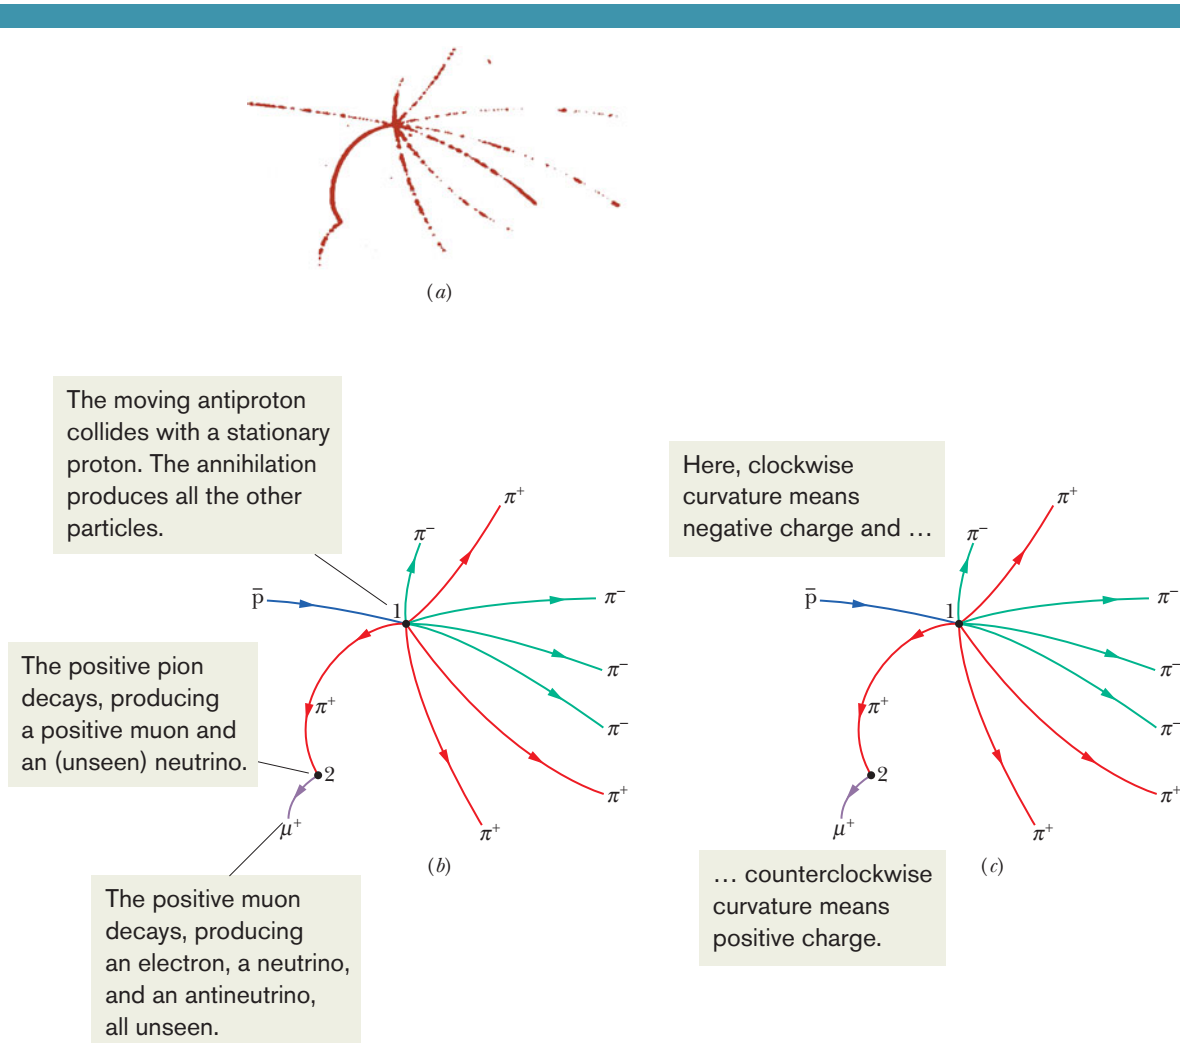 (a)
The moving antiproton
collides with a stationary
proton. The annihilation
produces all the other
particles.
π⁺
π⁻
p̄
1
π⁻
π⁻
π⁻
The positive pion
decays, producing
a positive muon and
an (unseen) neutrino.
π⁺
2
μ⁺
π⁺
π⁺
(b)
The positive muon
decays, producing
an electron, a neutrino,
and an antineutrino,
all unseen.
Here, clockwise
curvature means
negative charge and …
π⁺
π⁻
p̄
1
π⁻
π⁻
π⁻
π⁺
2
μ⁺
π⁺
π⁺
(c)
… counterclockwise
curvature means
positive charge.